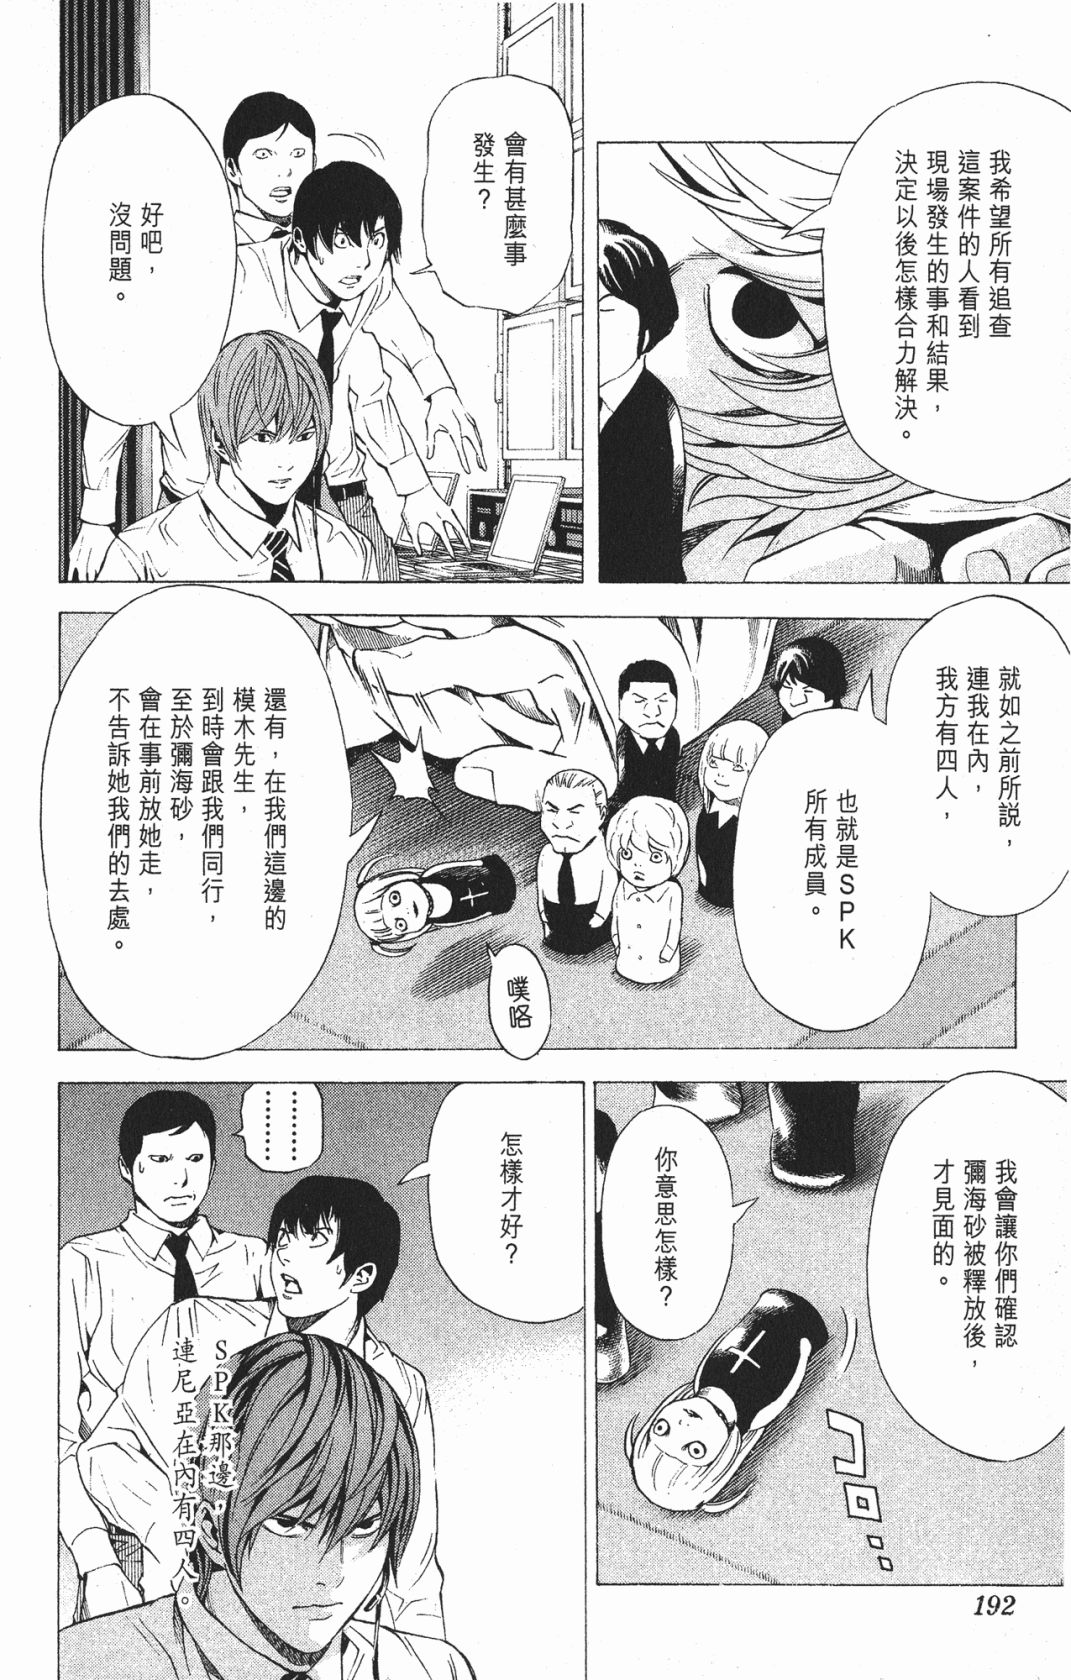 我希望所有追查
這案件的人看到
現場發生的事和結果，
決定以後怎樣合力解決。
會有甚麼事
發生？
好吧，
沒問題。
就如之前所説，
連我在內，
我方有四人，
也就是SPK
所有成員。
還有，在我們這邊的
模木先生，
到時會跟我們同行，
至於彌海砂，
會在事前放她走，
不告訴她我們的去處。
噗咯
我會讓你們確認
彌海砂被釋放後，
才見面的。
你意思怎樣？
コロ‥
怎樣才好？
………
………
SPK那邊，
連尼亞在內有四人。
192